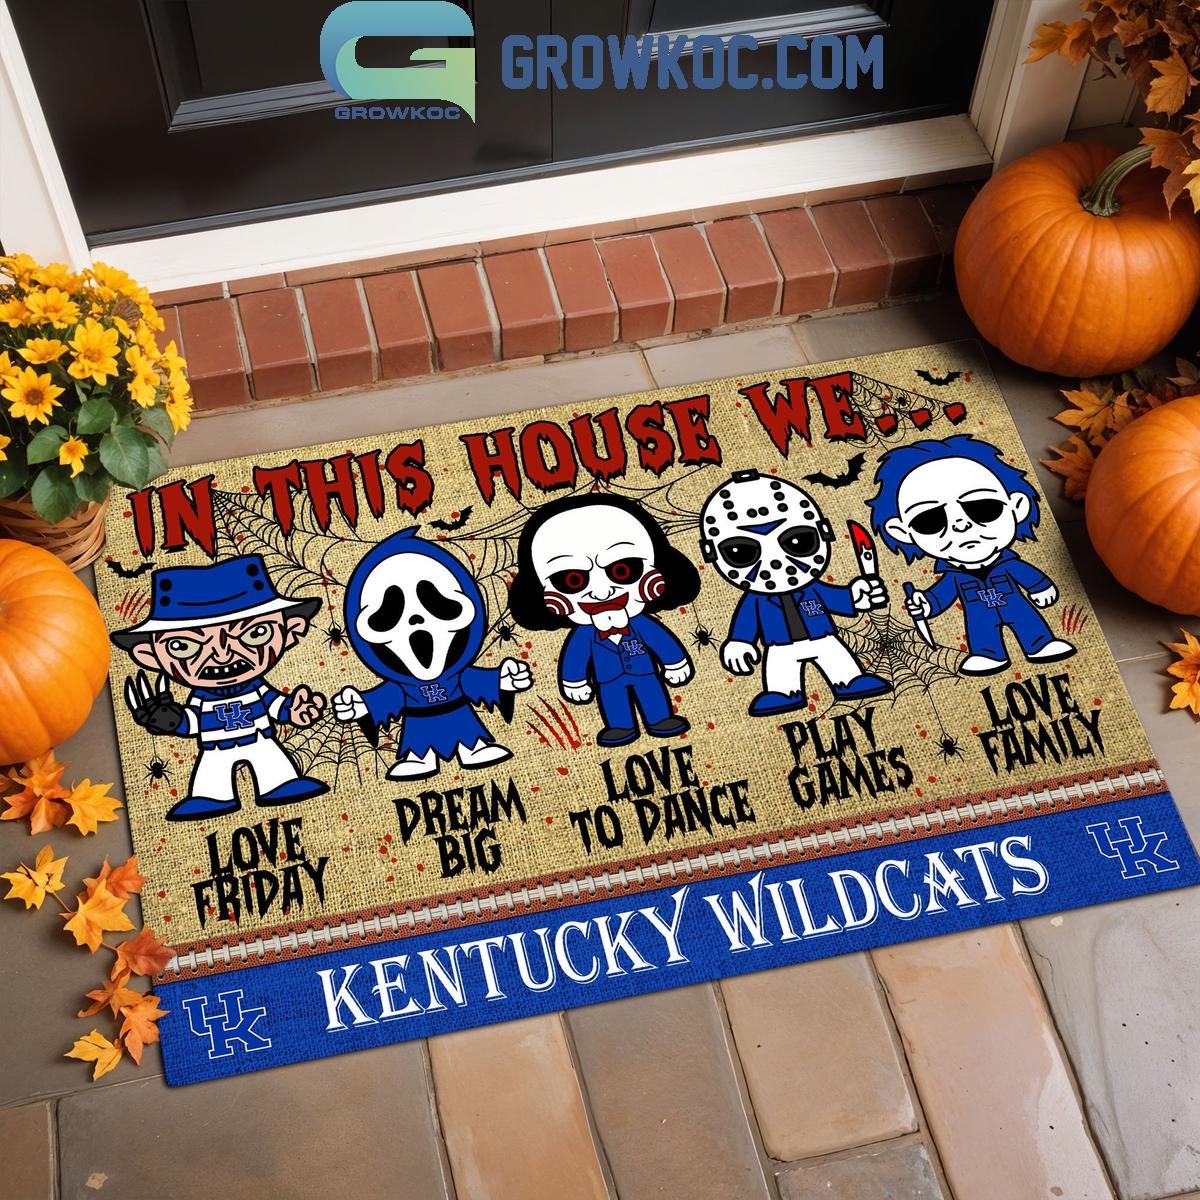 GROWKOC
GROWKOC.COM
IN THIS HOUSE WE...
UK
UK
UK
UK
UK
LOVE
FRIDAY
DREAM
BIG
LOVE
TO DANCE
PLAY
GAMES
LOVE
FAMILY
UK
KENTUCKY WILDCATS
UK